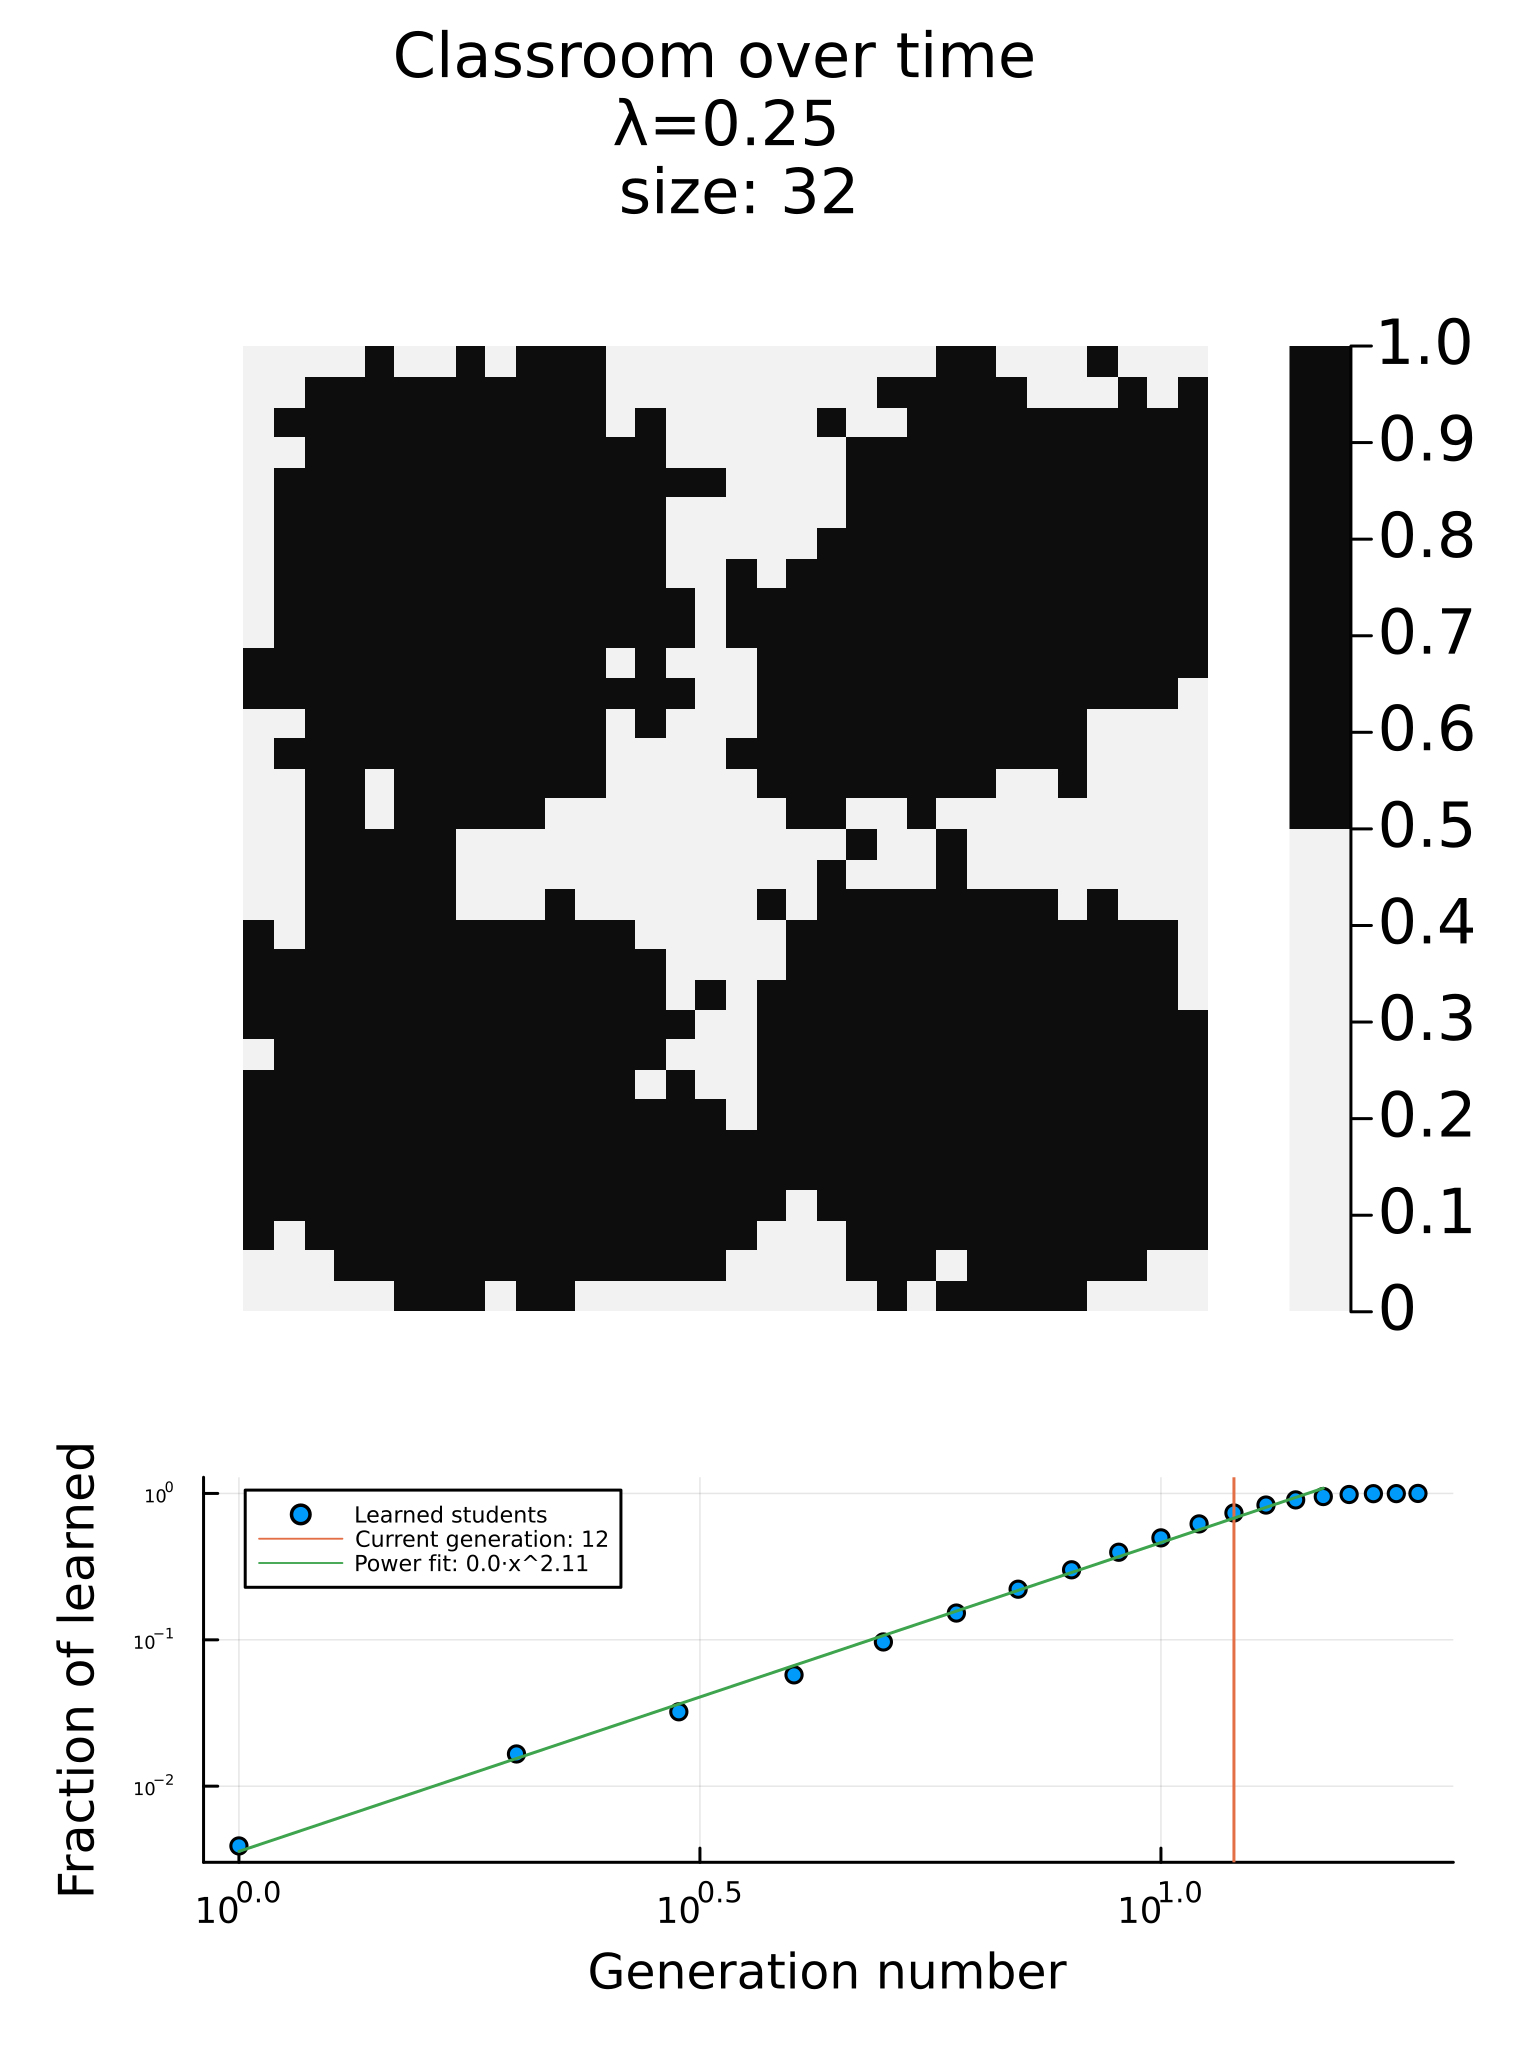 Classroom over time
λ=0.25
size: 32
1.0
0.9
0.8
0.7
0.6
0.5
0.4
0.3
0.2
0.1
0
Fraction of learned
10⁰
10⁻¹
10⁻²
Learned students
Current generation: 12
Power fit: 0.0·x^2.11
10^0.0
10^0.5
10^1.0
Generation number